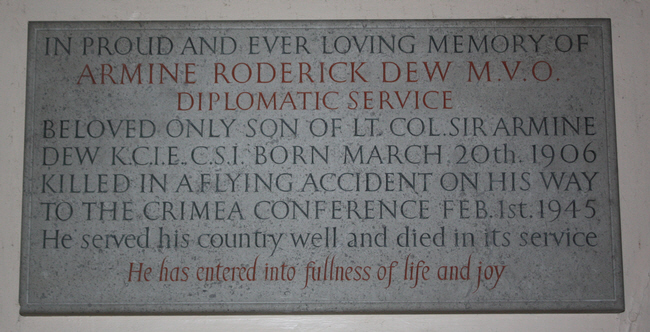 IN PROUD AND EVER LOVING MEMORY OF
ARMINE RODERICK DEW M.V.O.
DIPLOMATIC SERVICE
BELOVED ONLY SON OF LT. COL. SIR ARMINE
DEW K.C.I.E. C.S.I. BORN MARCH 20th. 1906
KILLED IN A FLYING ACCIDENT ON HIS WAY
TO THE CRIMEA CONFERENCE FEB. 1st. 1945
He served his country well and died in its service
He has entered into fullness of life and joy